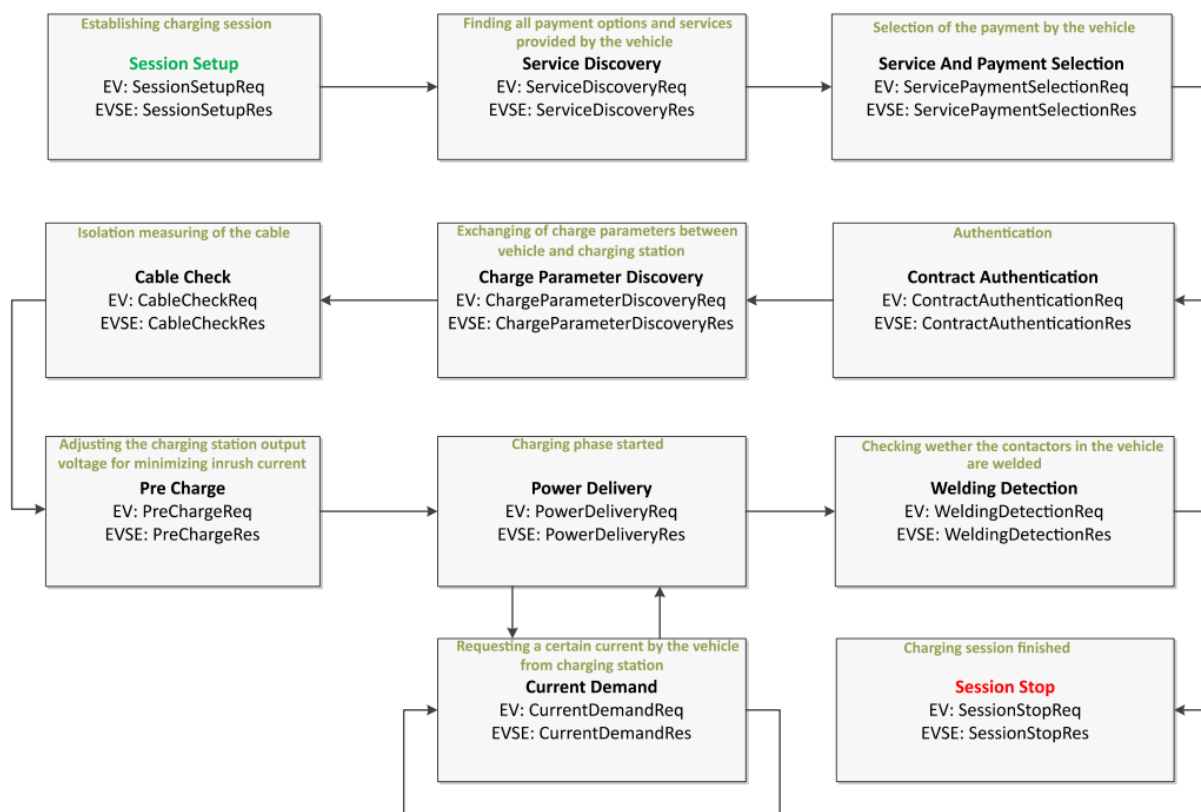 Establishing charging session
Session Setup
EV: SessionSetupReq
EVSE: SessionSetupRes
Finding all payment options and services
provided by the vehicle
Service Discovery
EV: ServiceDiscoveryReq
EVSE: ServiceDiscoveryRes
Selection of the payment by the vehicle
Service And Payment Selection
EV: ServicePaymentSelectionReq
EVSE: ServicePaymentSelectionRes
Isolation measuring of the cable
Cable Check
EV: CableCheckReq
EVSE: CableCheckRes
Exchanging of charge parameters between
vehicle and charging station
Charge Parameter Discovery
EV: ChargeParameterDiscoveryReq
EVSE: ChargeParameterDiscoveryRes
Authentication
Contract Authentication
EV: ContractAuthenticationReq
EVSE: ContractAuthenticationRes
Adjusting the charging station output
voltage for minimizing inrush current
Pre Charge
EV: PreChargeReq
EVSE: PreChargeRes
Charging phase started
Power Delivery
EV: PowerDeliveryReq
EVSE: PowerDeliveryRes
Checking wether the contactors in the vehicle
are welded
Welding Detection
EV: WeldingDetectionReq
EVSE: WeldingDetectionRes
Requesting a certain current by the vehicle
from charging station
Current Demand
EV: CurrentDemandReq
EVSE: CurrentDemandRes
Charging session finished
Session Stop
EV: SessionStopReq
EVSE: SessionStopRes